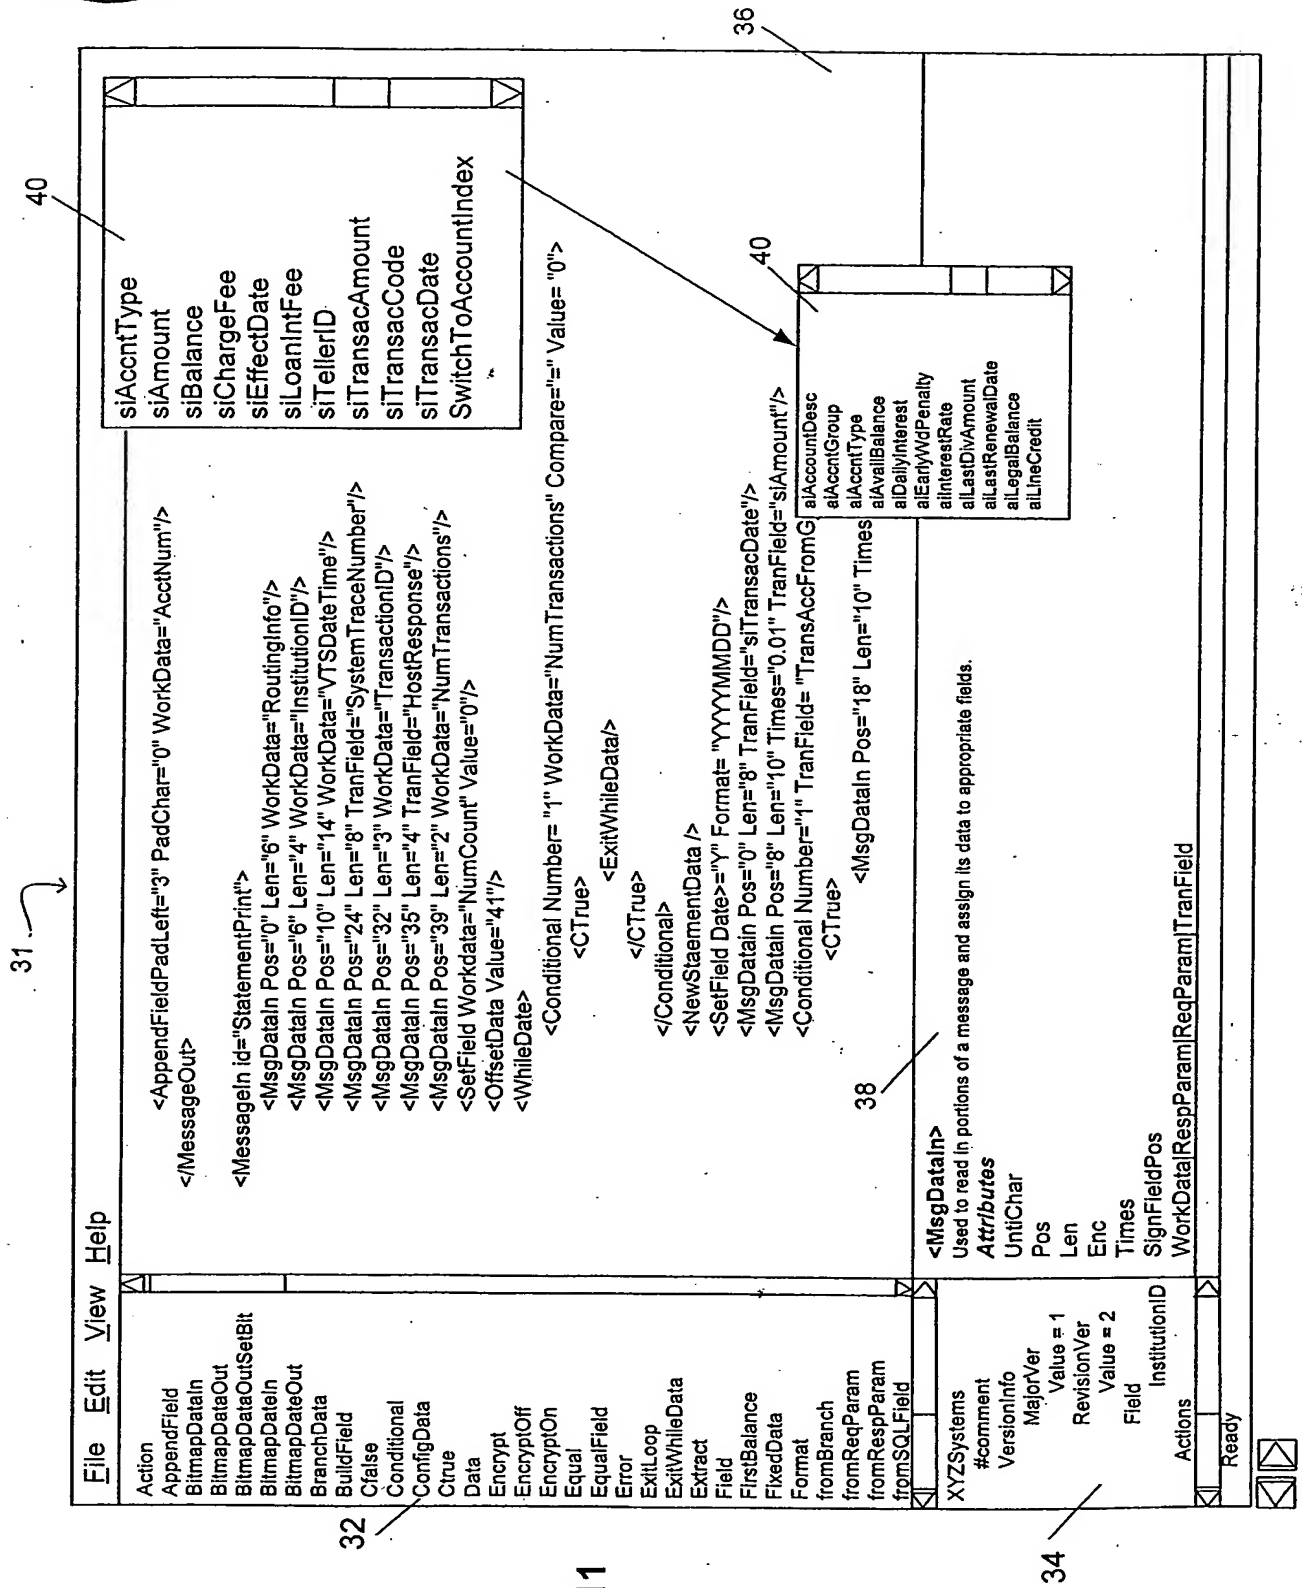 31
File Edit View Help
Action
AppendField
BitmapDataIn
BitmapDataOut
BitmapDataOutSetBit
BitmapDateIn
BitmapDateOut
BranchData
BuildField
Cfalse
Conditional
ConfigData
Ctrue
Data
Encrypt
EncryptOff
EncryptOn
Equal
EqualField
Error
ExitLoop
ExitWhileData
Extract
Field
FirstBalance
FixedData
Format
fromBranch
fromReqParam
fromRespParam
fromSQLField
32
<AppendFieldPadLeft="3" PadChar="0" WorkData="AcctNum"/>
</MessageOut>
<MessageIn id="StatementPrint">
<MsgDataIn Pos="0" Len="6" WorkData="RoutingInfo"/>
<MsgDataIn Pos="6" Len="4" WorkData="InstitutionID"/>
<MsgDataIn Pos="10" Len="14" WorkData="VTSDateTime"/>
<MsgDataIn Pos="24" Len="8" TranField="SystemTraceNumber"/>
<MsgDataIn Pos="32" Len="3" WorkData="TransactionID"/>
<MsgDataIn Pos="35" Len="4" TranField="HostResponse"/>
<MsgDataIn Pos="39" Len="2" WorkData="NumTransactions"/>
<SetField Workdata="NumCount" Value="0"/>
<OffsetData Value="41"/>
<WhileDate>
<Conditional Number= "1" WorkData="NumTransactions" Compare="=" Value= "0">
<CTrue>
<ExitWhileData/>
</CTrue>
</Conditional>
<NewStaementData />
<SetField Date>="Y" Format= "YYYYMMDD"/>
<MsgDataIn Pos="0" Len="8" TranField="siTransacDate"/>
<MsgDataIn Pos="8" Len="10" Times="0.01" TranField="siAmount"/>
<Conditional Number="1" TranField= "TransAccFromG
<CTrue>
<MsgDataIn Pos="18" Len="10" Times
40
siAccntType
siAmount
siBalance
siChargeFee
siEffectDate
siLoanIntFee
siTellerID
siTransacAmount
siTransacCode
siTransacDate
SwitchToAccountIndex
36
40
aiAccountDesc
aiAccntGroup
aiAccntType
aiAvailBalance
aiDailyInterest
aiEarlyWdPenalty
aiInterestRate
aiLastDivAmount
aiLastRenewalDate
aiLegalBalance
aiLineCredit
38
<MsgDataIn>
Used to read in portions of a message and assign its data to appropriate fields.
Attributes
UntiChar
Pos
Len
Enc
Times
SignFieldPos
WorkData|RespParam|ReqParam|TranField
XYZSystems
#comment
VersionInfo
MajorVer
Value = 1
RevisionVer
Value = 2
Field
InstitutionID
Actions
Ready
34